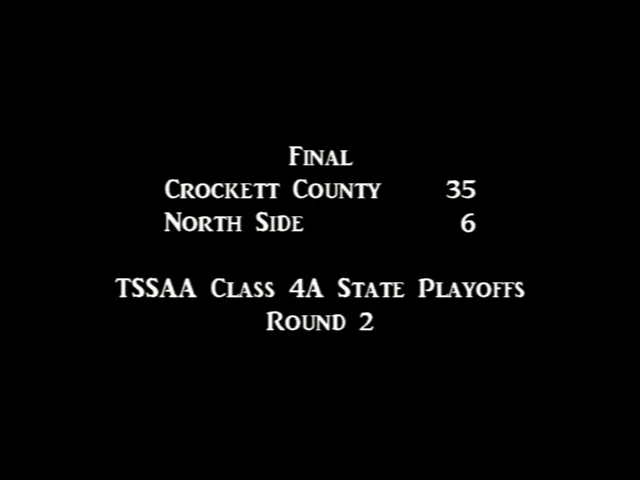 Final
Crockett County 35
North Side 6
TSSAA Class 4A State Playoffs
Round 2